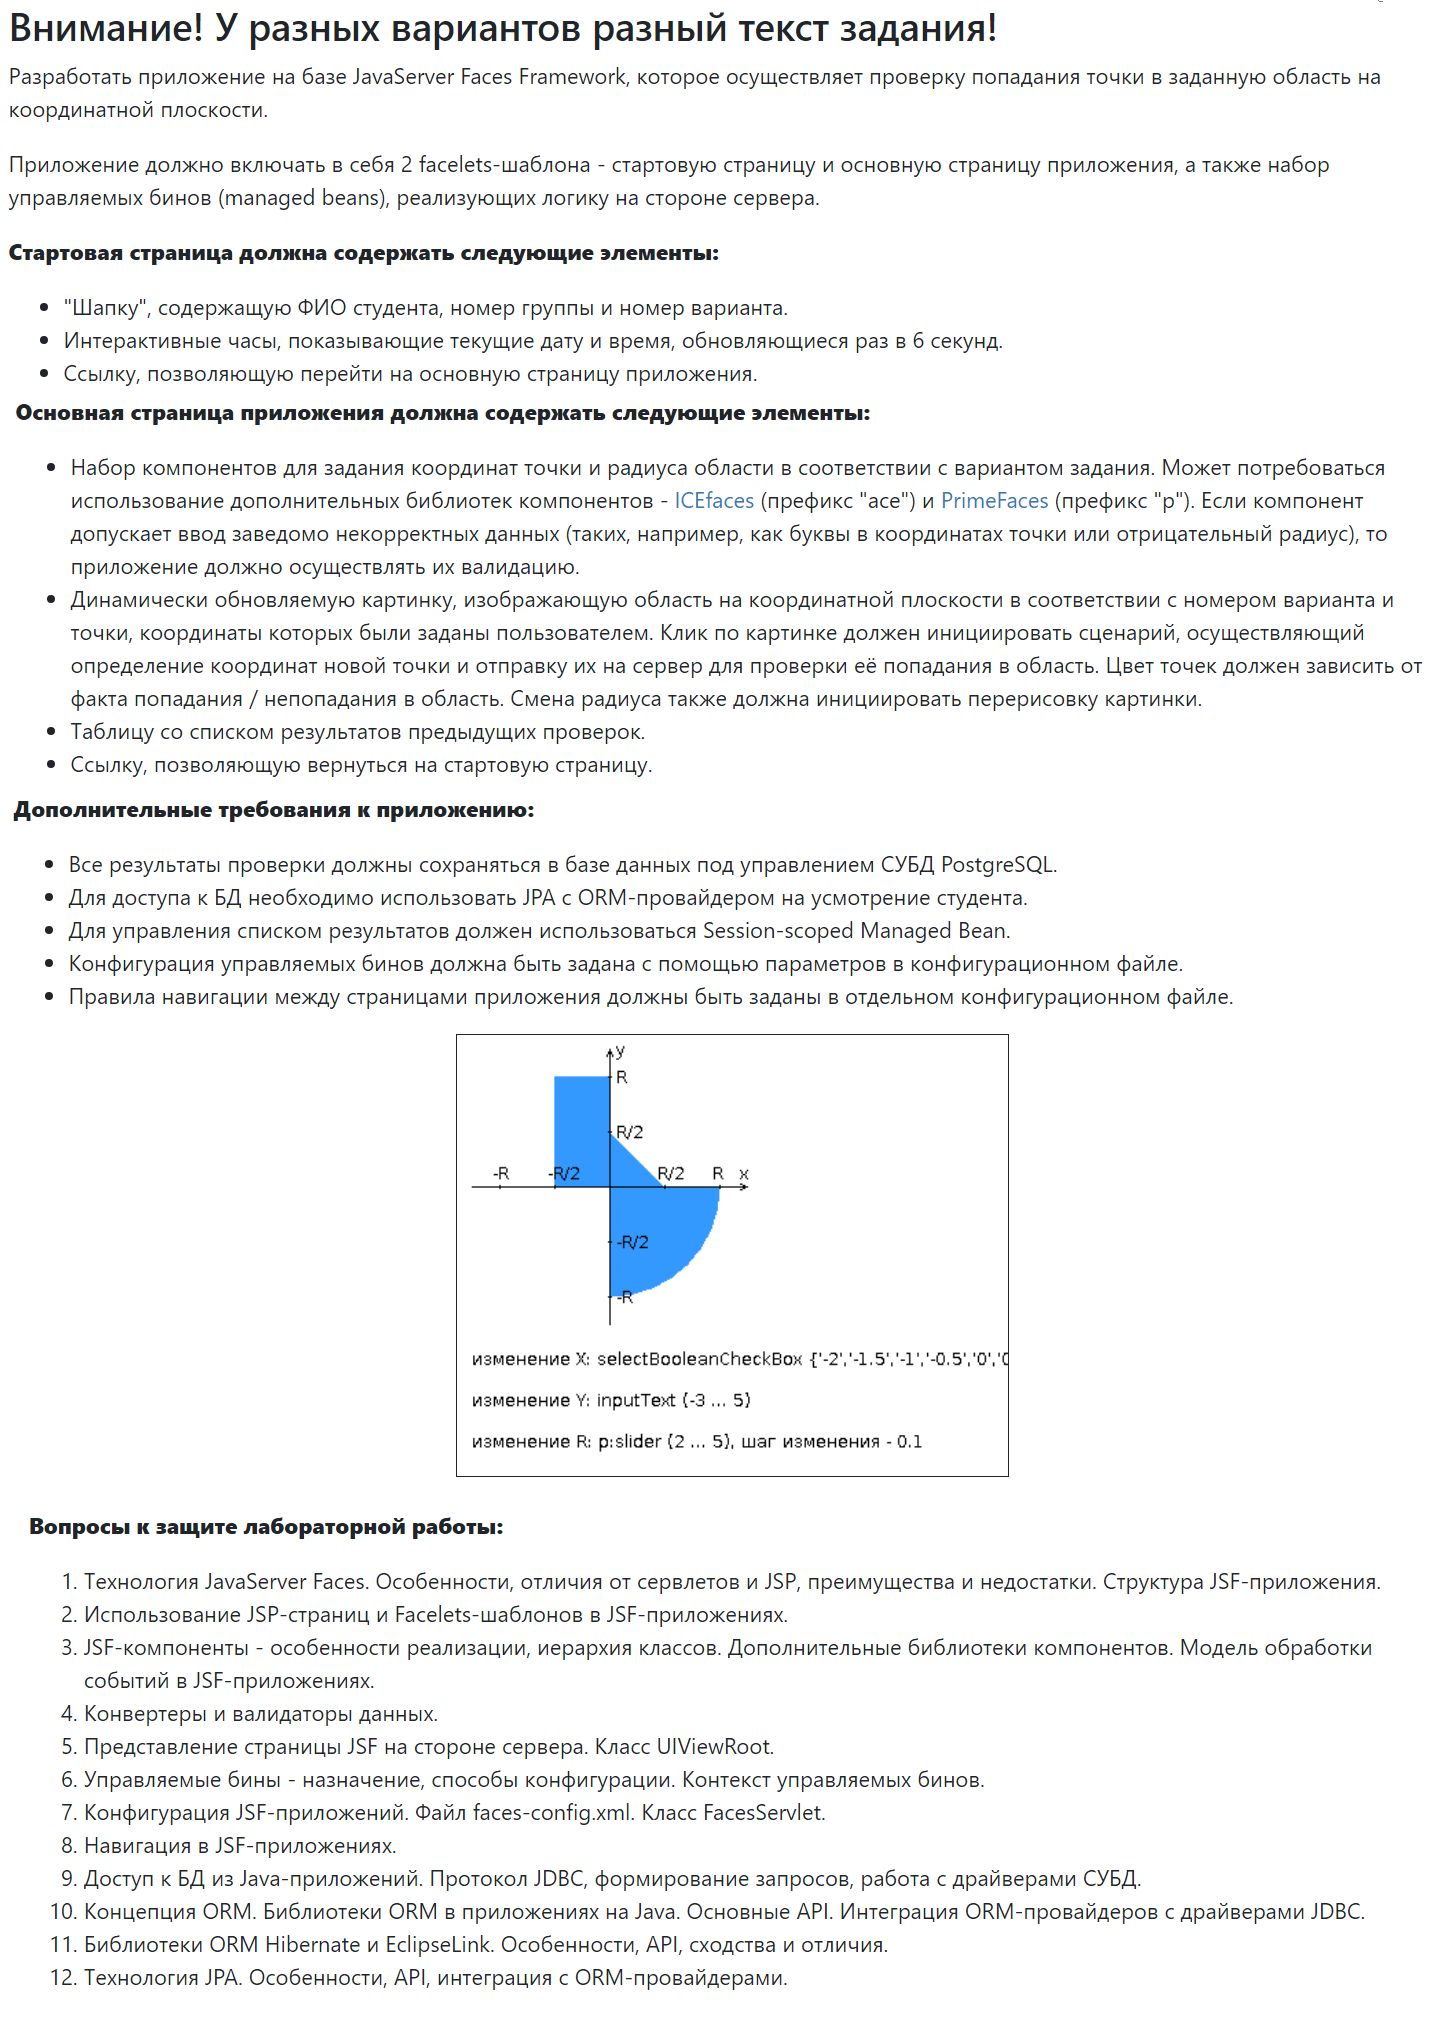 Внимание! У разных вариантов разный текст задания!
Разработать приложение на базе JavaServer Faces Framework, которое осуществляет проверку попадания точки в заданную область на
координатной плоскости.
Приложение должно включать в себя 2 facelets-шаблона - стартовую страницу и основную страницу приложения, а также набор
управляемых бинов (managed beans), реализующих логику на стороне сервера.
Стартовая страница должна содержать следующие элементы:
• "Шапку", содержащую ФИО студента, номер группы и номер варианта.
• Интерактивные часы, показывающие текущие дату и время, обновляющиеся раз в 6 секунд.
• Ссылку, позволяющую перейти на основную страницу приложения.
Основная страница приложения должна содержать следующие элементы:
• Набор компонентов для задания координат точки и радиуса области в соответствии с вариантом задания. Может потребоваться
использование дополнительных библиотек компонентов - ICEfaces (префикс "ace") и PrimeFaces (префикс "p"). Если компонент
допускает ввод заведомо некорректных данных (таких, например, как буквы в координатах точки или отрицательный радиус), то
приложение должно осуществлять их валидацию.
• Динамически обновляемую картинку, изображающую область на координатной плоскости в соответствии с номером варианта и
точки, координаты которых были заданы пользователем. Клик по картинке должен инициировать сценарий, осуществляющий
определение координат новой точки и отправку их на сервер для проверки её попадания в область. Цвет точек должен зависить от
факта попадания / непопадания в область. Смена радиуса также должна инициировать перерисовку картинки.
• Таблицу со списком результатов предыдущих проверок.
• Ссылку, позволяющую вернуться на стартовую страницу.
Дополнительные требования к приложению:
• Все результаты проверки должны сохраняться в базе данных под управлением СУБД PostgreSQL.
• Для доступа к БД необходимо использовать JPA с ORM-провайдером на усмотрение студента.
• Для управления списком результатов должен использоваться Session-scoped Managed Bean.
• Конфигурация управляемых бинов должна быть задана с помощью параметров в конфигурационном файле.
• Правила навигации между страницами приложения должны быть заданы в отдельном конфигурационном файле.
y
R
R/2
-R -R/2 R/2 R x
-R/2
-R
изменение X: selectBooleanCheckBox {'-2','-1.5','-1','-0.5','0','0
изменение Y: inputText (-3 ... 5)
изменение R: p:slider (2 ... 5), шаг изменения - 0.1
Вопросы к защите лабораторной работы:
1. Технология JavaServer Faces. Особенности, отличия от сервлетов и JSP, преимущества и недостатки. Структура JSF-приложения.
2. Использование JSP-страниц и Facelets-шаблонов в JSF-приложениях.
3. JSF-компоненты - особенности реализации, иерархия классов. Дополнительные библиотеки компонентов. Модель обработки
событий в JSF-приложениях.
4. Конвертеры и валидаторы данных.
5. Представление страницы JSF на стороне сервера. Класс UIViewRoot.
6. Управляемые бины - назначение, способы конфигурации. Контекст управляемых бинов.
7. Конфигурация JSF-приложений. Файл faces-config.xml. Класс FacesServlet.
8. Навигация в JSF-приложениях.
9. Доступ к БД из Java-приложений. Протокол JDBC, формирование запросов, работа с драйверами СУБД.
10. Концепция ORM. Библиотеки ORM в приложениях на Java. Основные API. Интеграция ORM-провайдеров с драйверами JDBC.
11. Библиотеки ORM Hibernate и EclipseLink. Особенности, API, сходства и отличия.
12. Технология JPA. Особенности, API, интеграция с ORM-провайдерами.